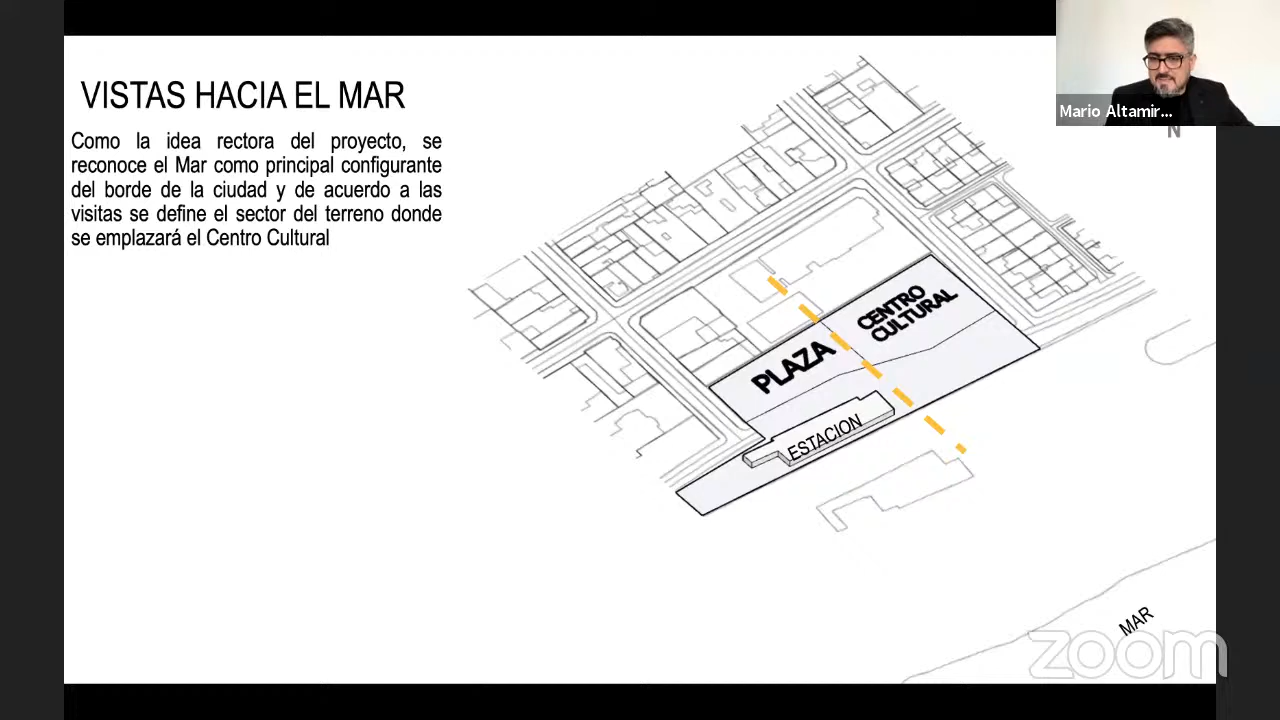 VISTAS HACIA EL MAR
Como la idea rectora del proyecto, se
reconoce el Mar como principal configurante
del borde de la ciudad y de acuerdo a las
visitas se define el sector del terreno donde
se emplazará el Centro Cultural
Mario Altamir...
N
CENTRO
CULTURAL
PLAZA
ESTACION
MAR
zoom